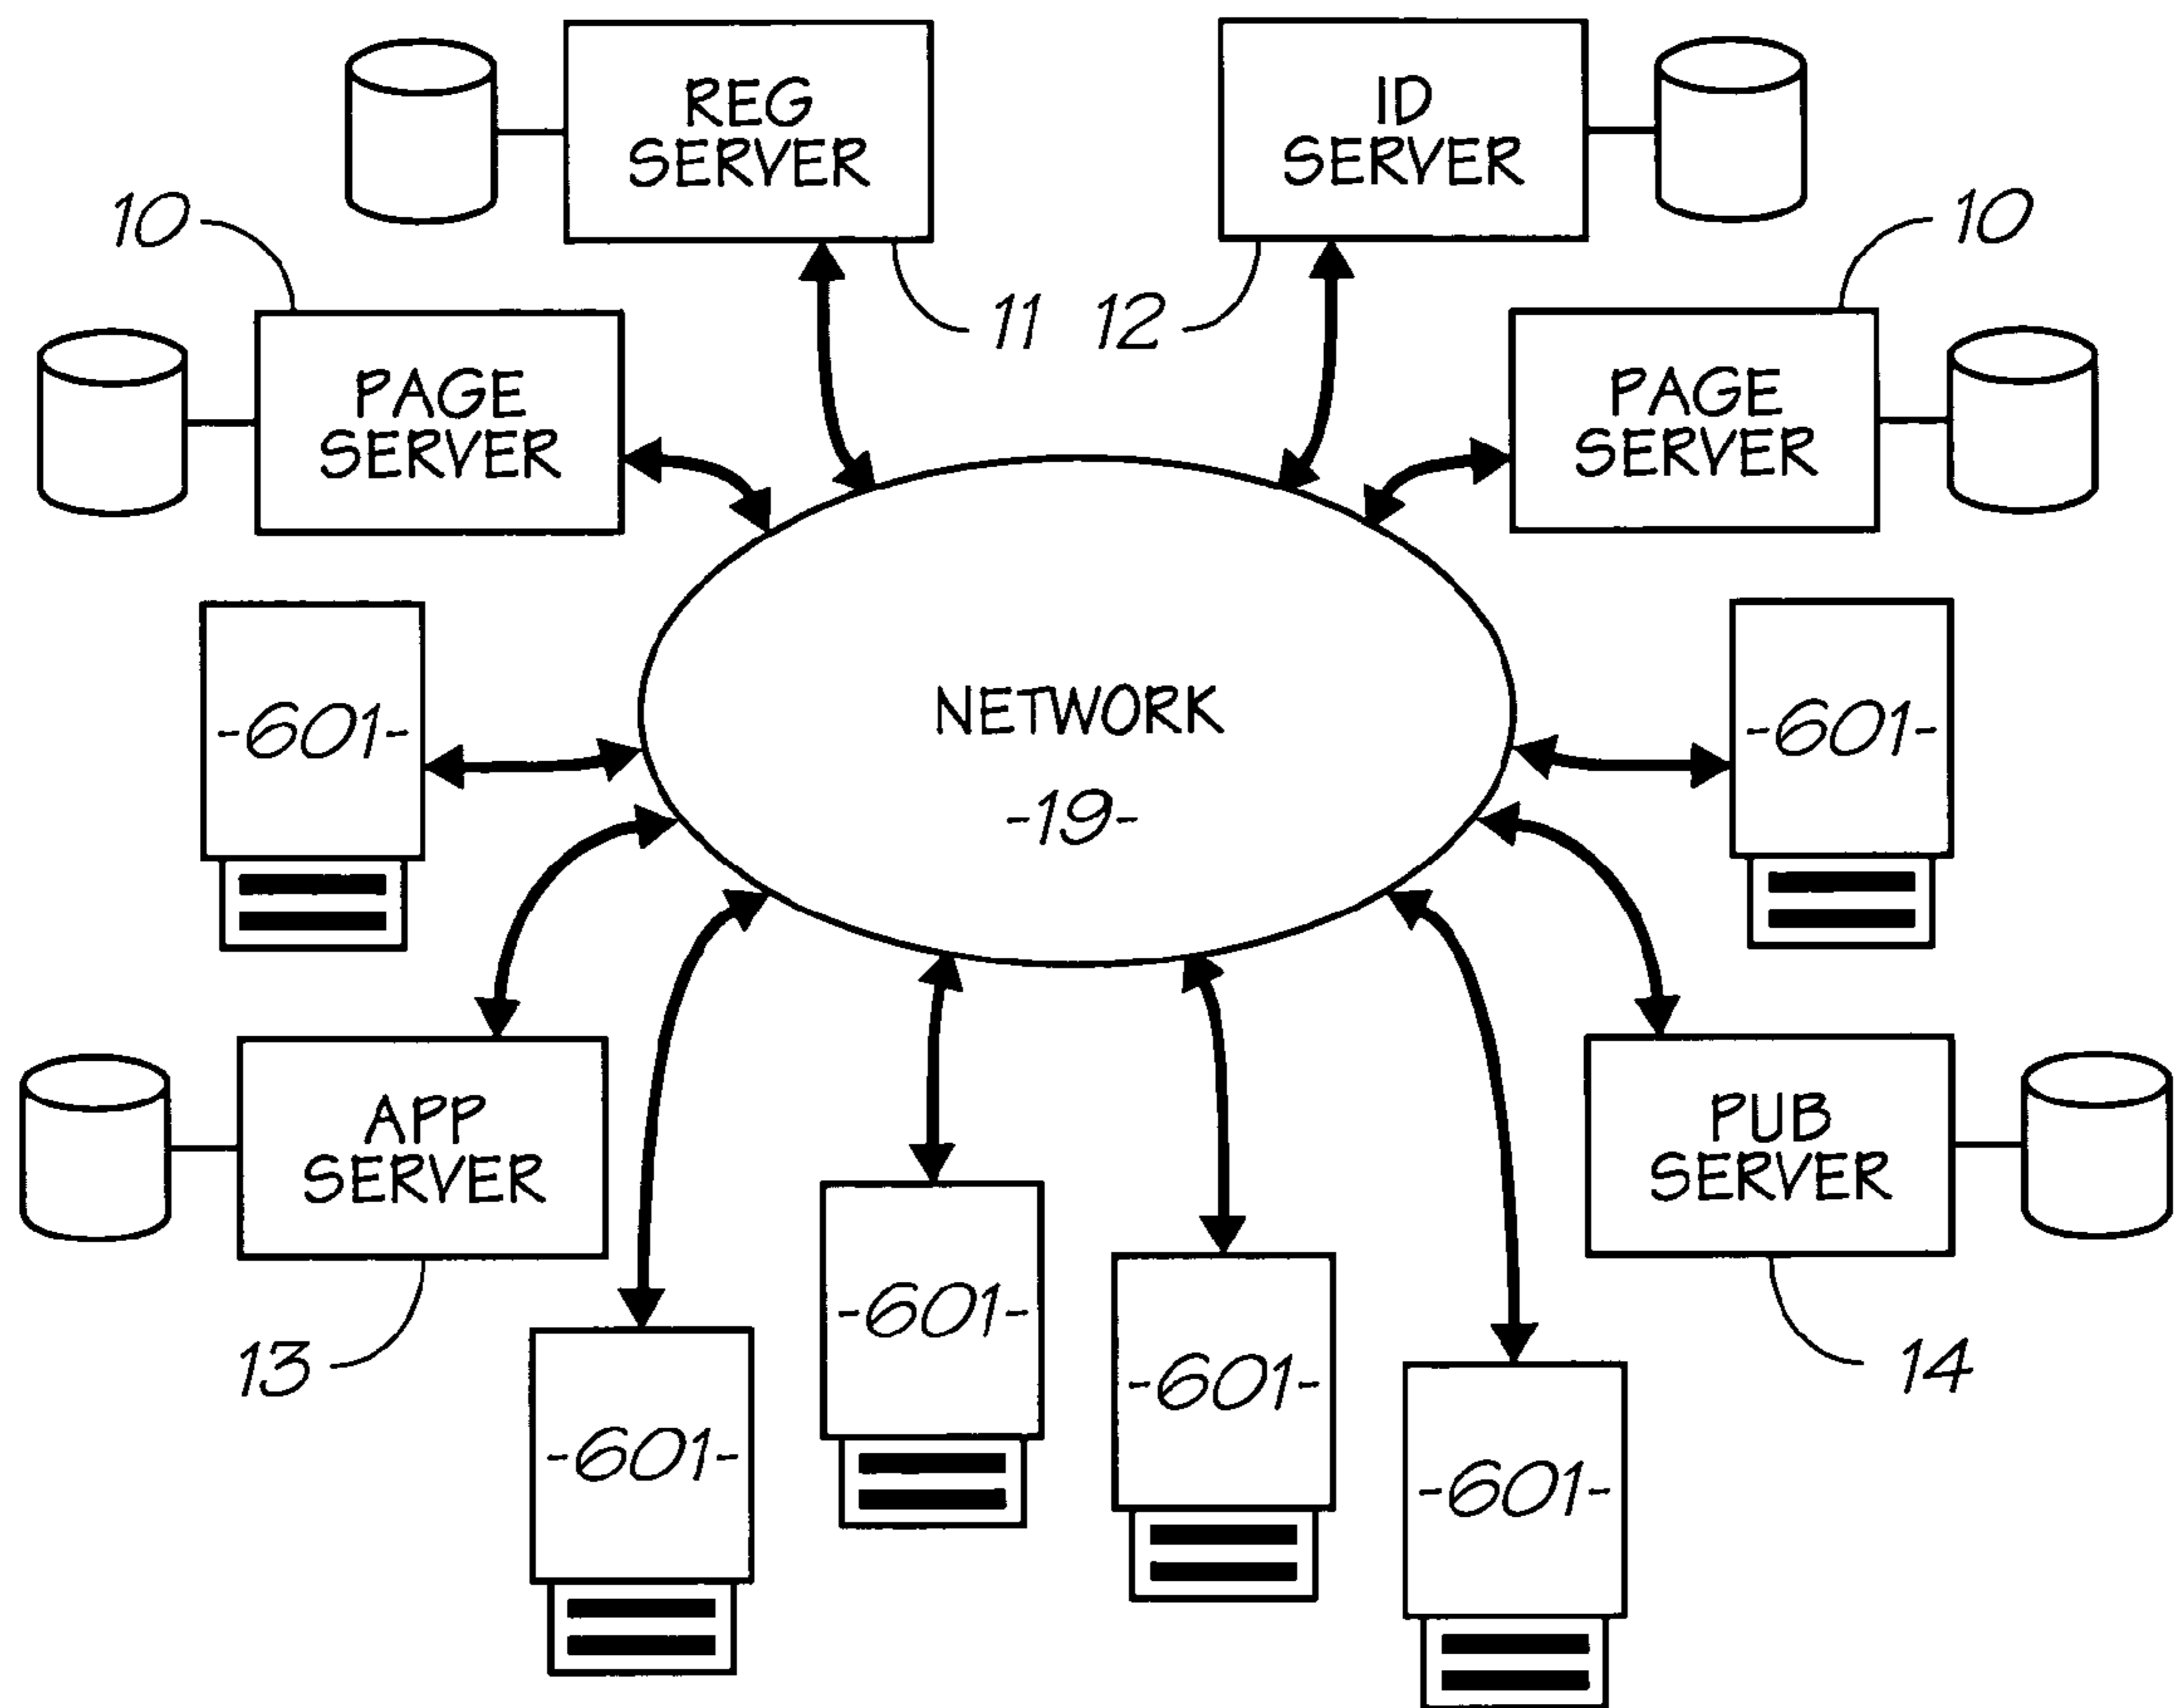 REG
SERVER
ID
SERVER
10
10
11
12
PAGE
SERVER
PAGE
SERVER
-601-
NETWORK
-19-
-601-
APP
SERVER
PUB
SERVER
13
-601-
-601-
-601-
-601-
14